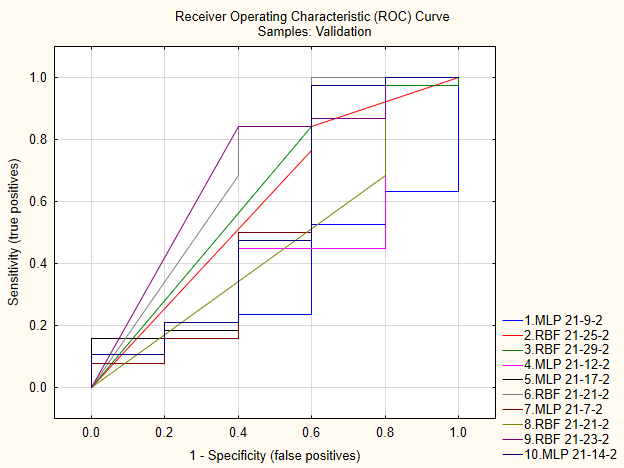 Receiver Operating Characteristic (ROC) Curve
Samples: Validation
Sensitivity (true positives)
1.0
0.8
0.6
0.4
0.2
0.0
0.0 0.2 0.4 0.6 0.8 1.0
1 - Specificity (false positives)
1.MLP 21-9-2
2.RBF 21-25-2
3.RBF 21-29-2
4.MLP 21-12-2
5.MLP 21-17-2
6.RBF 21-21-2
7.MLP 21-7-2
8.RBF 21-21-2
9.RBF 21-23-2
10.MLP 21-14-2